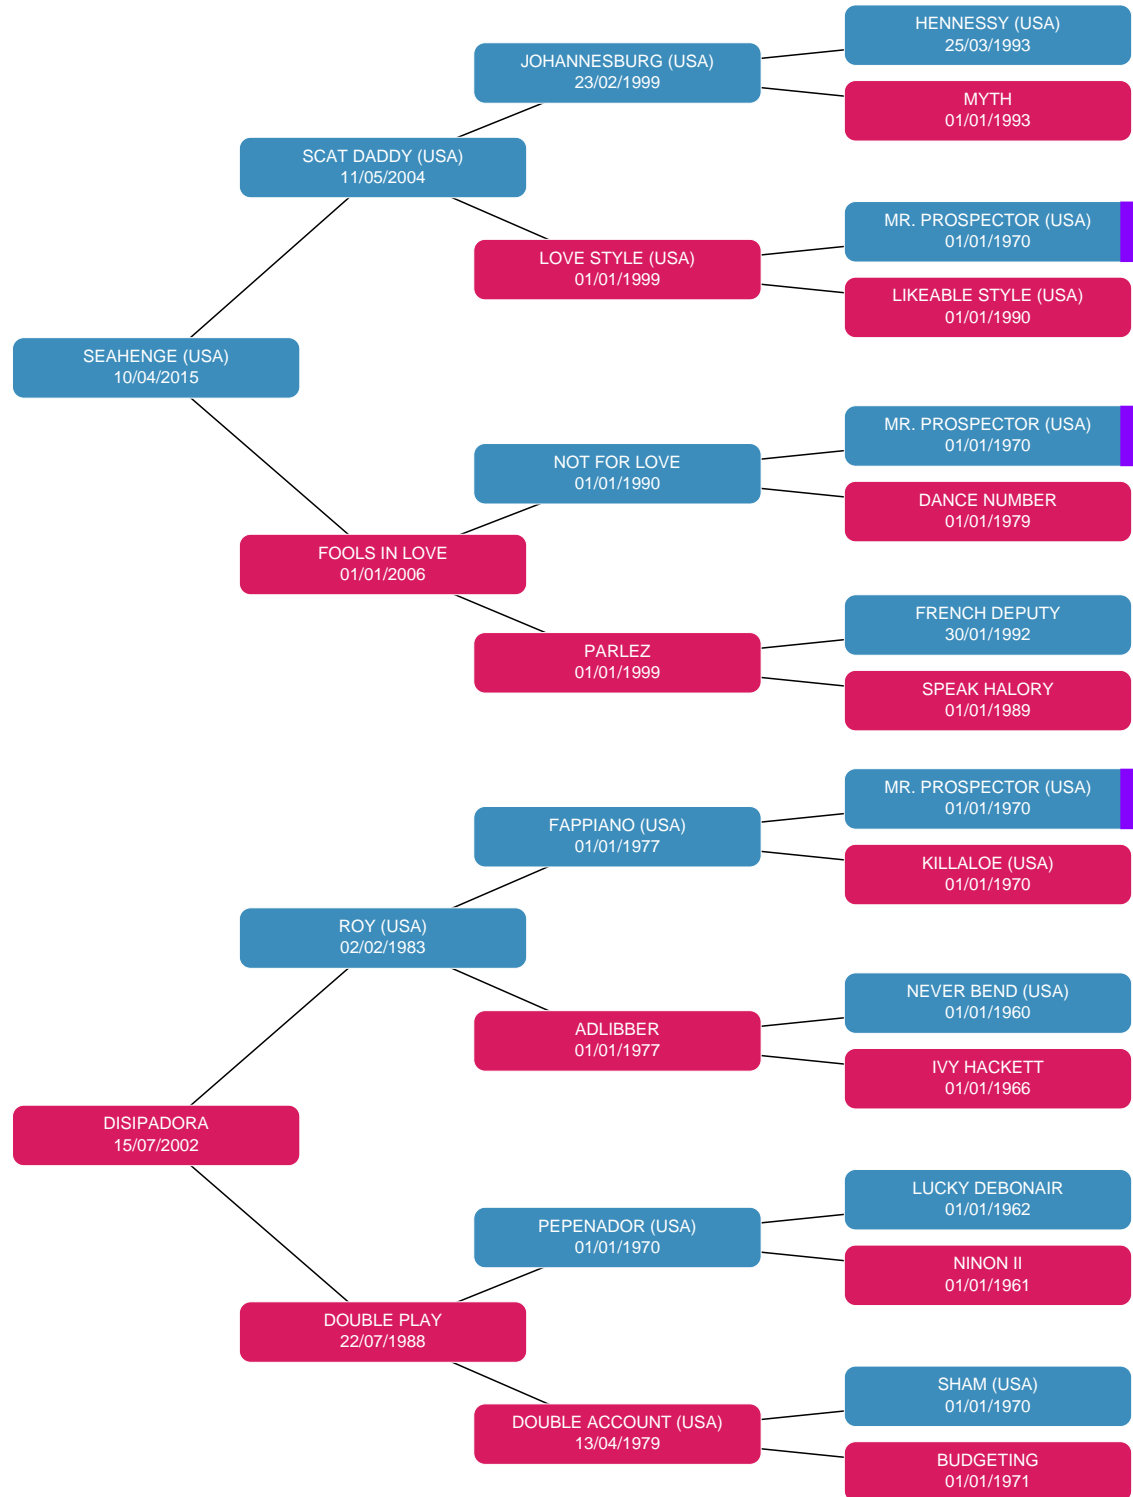 HENNESSY (USA)
25/03/1993
JOHANNESBURG (USA)
23/02/1999
MYTH
01/01/1993
SCAT DADDY (USA)
11/05/2004
MR. PROSPECTOR (USA)
01/01/1970
LOVE STYLE (USA)
01/01/1999
LIKEABLE STYLE (USA)
01/01/1990
SEAHENGE (USA)
10/04/2015
MR. PROSPECTOR (USA)
01/01/1970
NOT FOR LOVE
01/01/1990
DANCE NUMBER
01/01/1979
FOOLS IN LOVE
01/01/2006
FRENCH DEPUTY
30/01/1992
PARLEZ
01/01/1999
SPEAK HALORY
01/01/1989
MR. PROSPECTOR (USA)
01/01/1970
FAPPIANO (USA)
01/01/1977
KILLALOE (USA)
01/01/1970
ROY (USA)
02/02/1983
NEVER BEND (USA)
01/01/1960
ADLIBBER
01/01/1977
IVY HACKETT
01/01/1966
DISIPADORA
15/07/2002
LUCKY DEBONAIR
01/01/1962
PEPENADOR (USA)
01/01/1970
NINON II
01/01/1961
DOUBLE PLAY
22/07/1988
SHAM (USA)
01/01/1970
DOUBLE ACCOUNT (USA)
13/04/1979
BUDGETING
01/01/1971